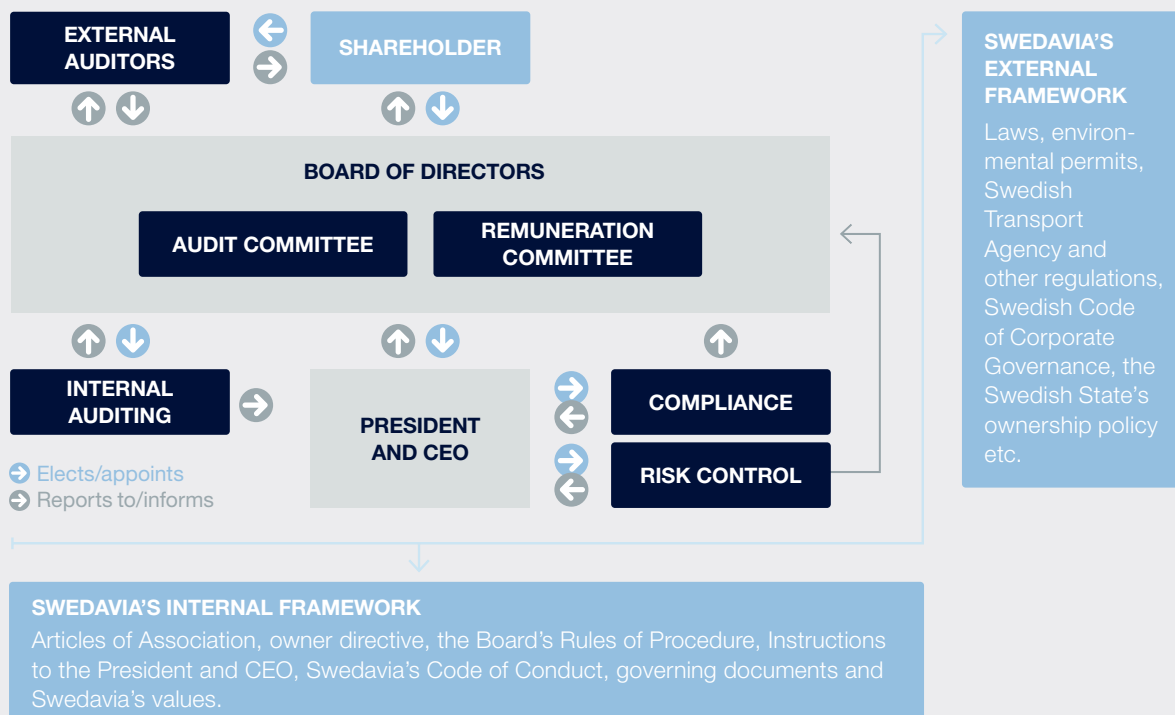 EXTERNAL
AUDITORS
SHAREHOLDER
BOARD OF DIRECTORS
AUDIT COMMITTEE
REMUNERATION
COMMITTEE
INTERNAL
AUDITING
PRESIDENT
AND CEO
COMPLIANCE
RISK CONTROL
Elects/appoints
Reports to/informs
SWEDAVIA'S
EXTERNAL
FRAMEWORK
Laws, environ-
mental permits,
Swedish
Transport
Agency and
other regulations,
Swedish Code
of Corporate
Governance, the
Swedish State's
ownership policy
etc.
SWEDAVIA'S INTERNAL FRAMEWORK
Articles of Association, owner directive, the Board's Rules of Procedure, Instructions
to the President and CEO, Swedavia's Code of Conduct, governing documents and
Swedavia's values.